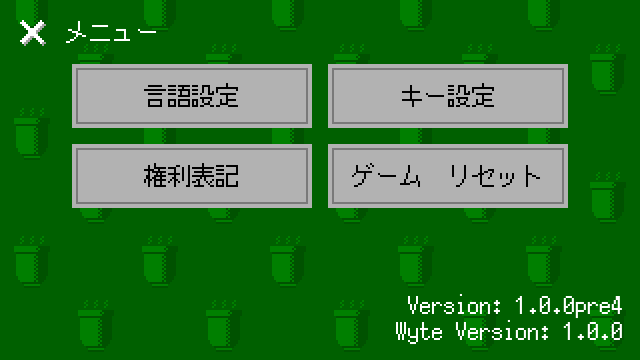 メニュー
言語設定
キー設定
権利表記
ゲーム　リセット
Version: 1.0.0pre4
Wyte Version: 1.0.0